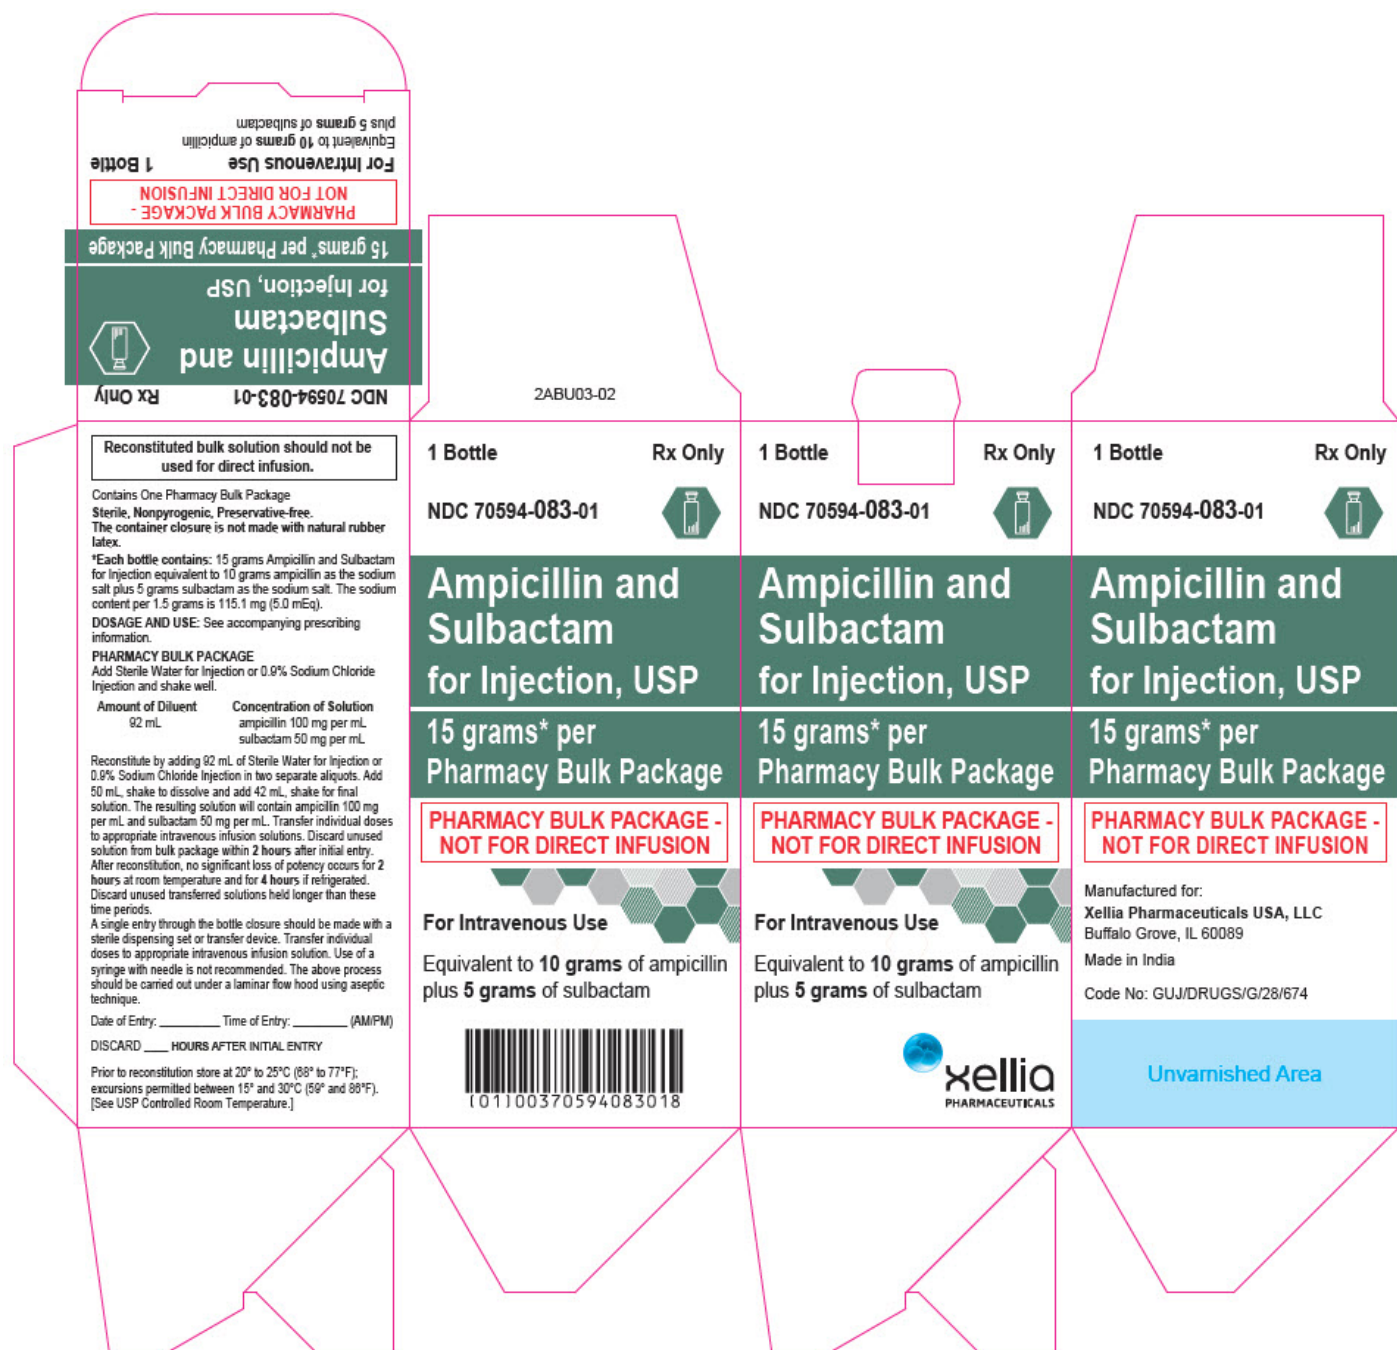 plus 5 grams of sulbactam
Equivalent to 10 grams of ampicillin
For Intravenous Use 1 Bottle
PHARMACY BULK PACKAGE -
NOT FOR DIRECT INFUSION
15 grams* per Pharmacy Bulk Package
for Injection, USP
Sulbactam
Ampicillin and
NDC 70594-083-01 Rx Only
2ABU03-02
Reconstituted bulk solution should not be
used for direct infusion.
Contains One Pharmacy Bulk Package
Sterile, Nonpyrogenic, Preservative-free.
The container closure is not made with natural rubber
latex.
*Each bottle contains: 15 grams Ampicillin and Sulbactam
for Injection equivalent to 10 grams ampicillin as the sodium
salt plus 5 grams sulbactam as the sodium salt. The sodium
content per 1.5 grams is 115.1 mg (5.0 mEq).
DOSAGE AND USE: See accompanying prescribing
information.
PHARMACY BULK PACKAGE
Add Sterile Water for Injection or 0.9% Sodium Chloride
Injection and shake well.
Amount of Diluent Concentration of Solution
92 mL ampicillin 100 mg per mL
sulbactam 50 mg per mL
Reconstitute by adding 92 mL of Sterile Water for Injection or
0.9% Sodium Chloride Injection in two separate aliquots. Add
50 mL, shake to dissolve and add 42 mL, shake for final
solution. The resulting solution will contain ampicillin 100 mg
per mL and sulbactam 50 mg per mL. Transfer individual doses
to appropriate intravenous infusion solutions. Discard unused
solution from bulk package within 2 hours after initial entry.
After reconstitution, no significant loss of potency occurs for 2
hours at room temperature and for 4 hours if refrigerated.
Discard unused transferred solutions held longer than these
time periods.
A single entry through the bottle closure should be made with a
sterile dispensing set or transfer device. Transfer individual
doses to appropriate intravenous infusion solution. Use of a
syringe with needle is not recommended. The above process
should be carried out under a laminar flow hood using aseptic
technique.
Date of Entry: __________ Time of Entry: _________ (AM/PM)
DISCARD ____ HOURS AFTER INITIAL ENTRY
Prior to reconstitution store at 20° to 25°C (68° to 77°F);
excursions permitted between 15° and 30°C (59° and 86°F).
[See USP Controlled Room Temperature.]
1 Bottle Rx Only
NDC 70594-083-01
Ampicillin and
Sulbactam
for Injection, USP
15 grams* per
Pharmacy Bulk Package
PHARMACY BULK PACKAGE -
NOT FOR DIRECT INFUSION
For Intravenous Use
Equivalent to 10 grams of ampicillin
plus 5 grams of sulbactam
(01)00370594083018
1 Bottle Rx Only
NDC 70594-083-01
Ampicillin and
Sulbactam
for Injection, USP
15 grams* per
Pharmacy Bulk Package
PHARMACY BULK PACKAGE -
NOT FOR DIRECT INFUSION
For Intravenous Use
Equivalent to 10 grams of ampicillin
plus 5 grams of sulbactam
xellia
PHARMACEUTICALS
1 Bottle Rx Only
NDC 70594-083-01
Ampicillin and
Sulbactam
for Injection, USP
15 grams* per
Pharmacy Bulk Package
PHARMACY BULK PACKAGE -
NOT FOR DIRECT INFUSION
Manufactured for:
Xellia Pharmaceuticals USA, LLC
Buffalo Grove, IL 60089
Made in India
Code No: GUJ/DRUGS/G/28/674
Unvarnished Area